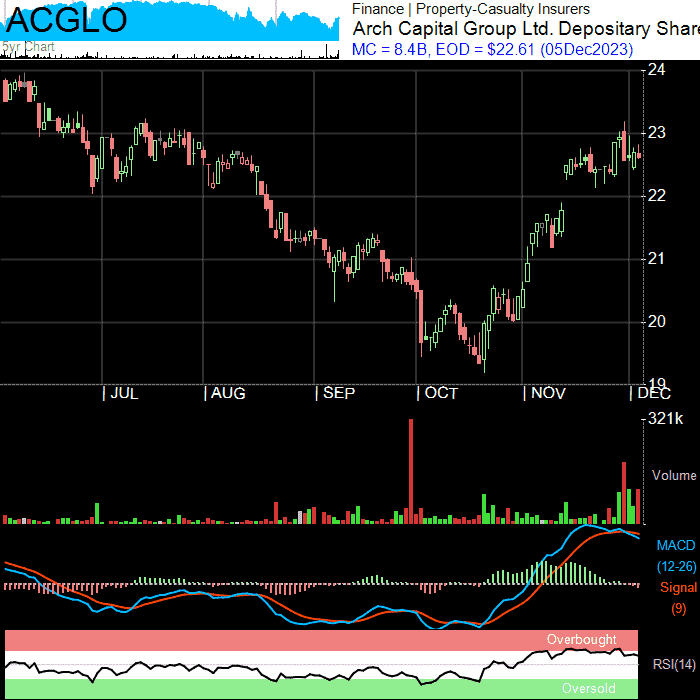 ACGLO
5yr Chart
Finance | Property-Casualty Insurers
Arch Capital Group Ltd. Depositary Share
MC = 8.4B, EOD = $22.61 (05Dec2023)
24
23
22
21
20
19
| JUL | AUG | SEP | OCT | NOV | DEC
321k
Volume
MACD
(12-26)
Signal
(9)
Overbought
RSI(14)
Oversold